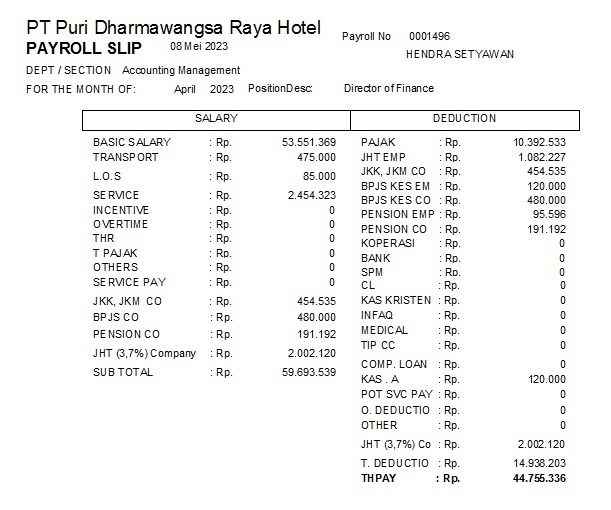 PT Puri Dharmawangsa Raya Hotel
PAYROLL SLIP 08 Mei 2023
Payroll No 0001496
HENDRA SETYAWAN
DEPT / SECTION Accounting Management
FOR THE MONTH OF: April 2023 PositionDesc: Director of Finance
SALARY
BASIC SALARY : Rp. 53.551.369
TRANSPORT : Rp. 475.000
L.O.S : Rp. 85.000
SERVICE : Rp. 2.454.323
INCENTIVE : Rp. 0
OVERTIME : Rp. 0
THR : Rp. 0
T PAJAK : Rp. 0
OTHERS : Rp. 0
SERVICE PAY : Rp. 0
JKK, JKM CO : Rp. 454.535
BPJS CO : Rp. 480.000
PENSION CO : Rp. 191.192
JHT (3,7%) Company : Rp. 2.002.120
SUB TOTAL : Rp. 59.693.539
DEDUCTION
PAJAK : Rp. 10.392.533
JHT EMP : Rp. 1.082.227
JKK, JKM CO : Rp. 454.535
BPJS KES EM : Rp. 120.000
BPJS KES CO : Rp. 480.000
PENSION EMP : Rp. 95.596
PENSION CO : Rp. 191.192
KOPERASI : Rp. 0
BANK : Rp. 0
SPM : Rp. 0
CL : Rp. 0
KAS KRISTEN : Rp. 0
INFAQ : Rp. 0
MEDICAL : Rp. 0
TIP CC : Rp. 0
COMP. LOAN : Rp. 0
KAS . A : Rp. 120.000
POT SVC PAY : Rp. 0
O. DEDUCTIO : Rp. 0
OTHER : Rp. 0
JHT (3,7%) Co : Rp. 2.002.120
T. DEDUCTIO : Rp. 14.938.203
THPAY : Rp. 44.755.336